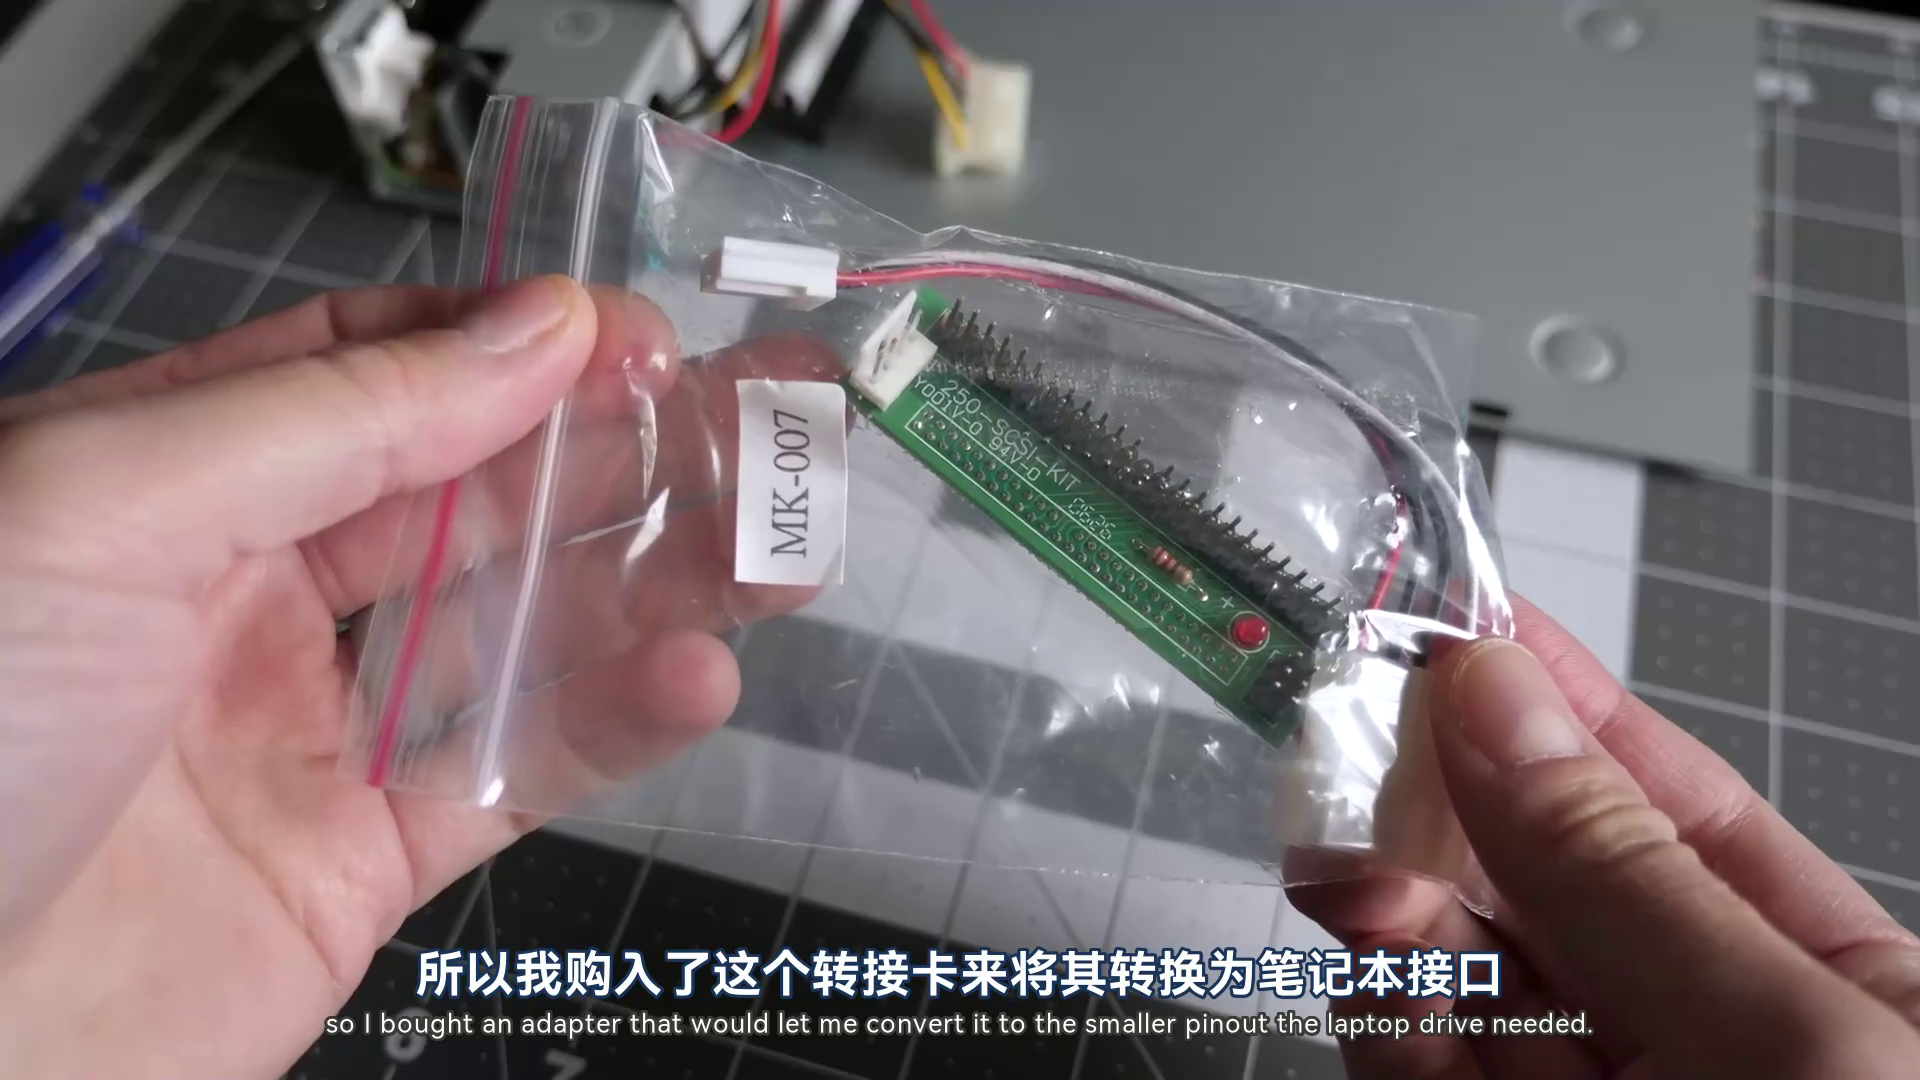 MK-007
250-SCSI-KIT
Y001V-0 94V-0
0626
+
所以我购入了这个转接卡来将其转换为笔记本接口
so I bought an adapter that would let me convert it to the smaller pinout the laptop drive needed.